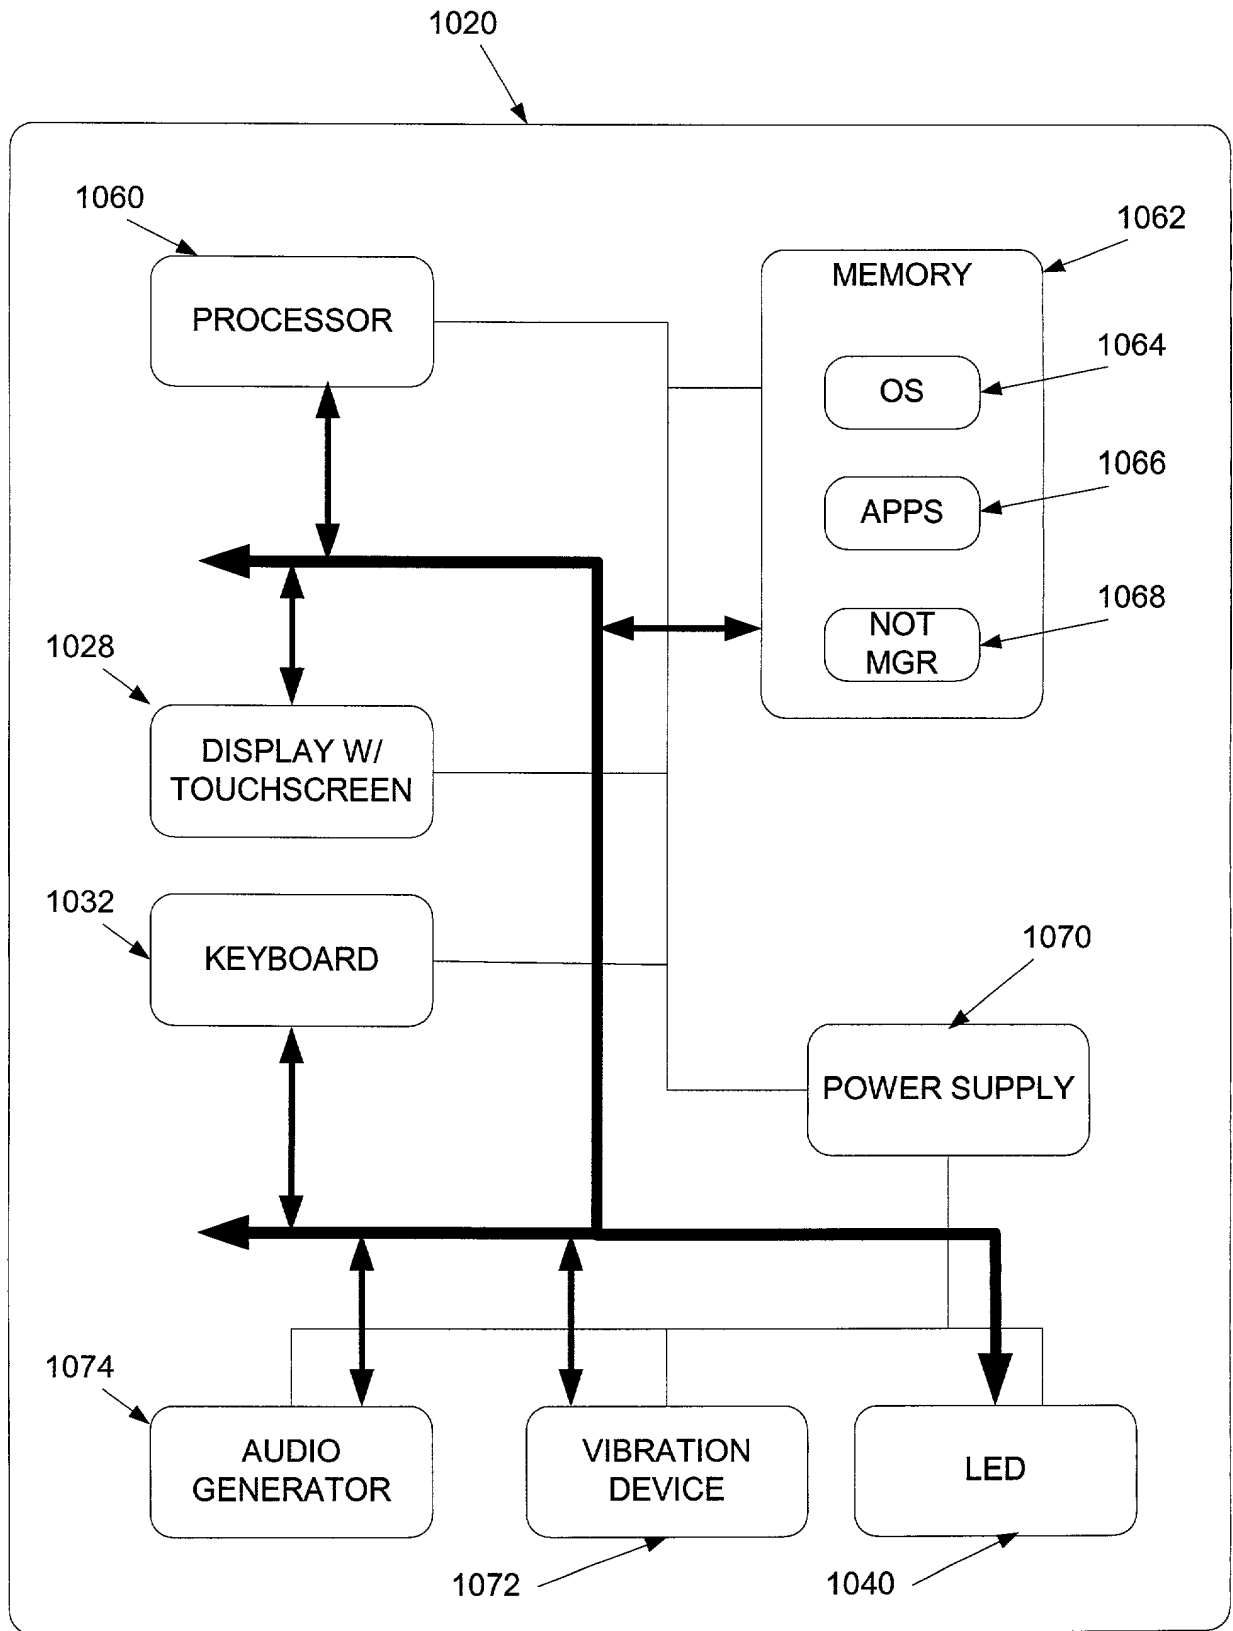 1020
1060
PROCESSOR
1062
MEMORY
1064
OS
1066
APPS
1068
NOT
MGR
1028
DISPLAY W/
TOUCHSCREEN
1032
KEYBOARD
1070
POWER SUPPLY
1074
AUDIO
GENERATOR
VIBRATION
DEVICE
LED
1072
1040